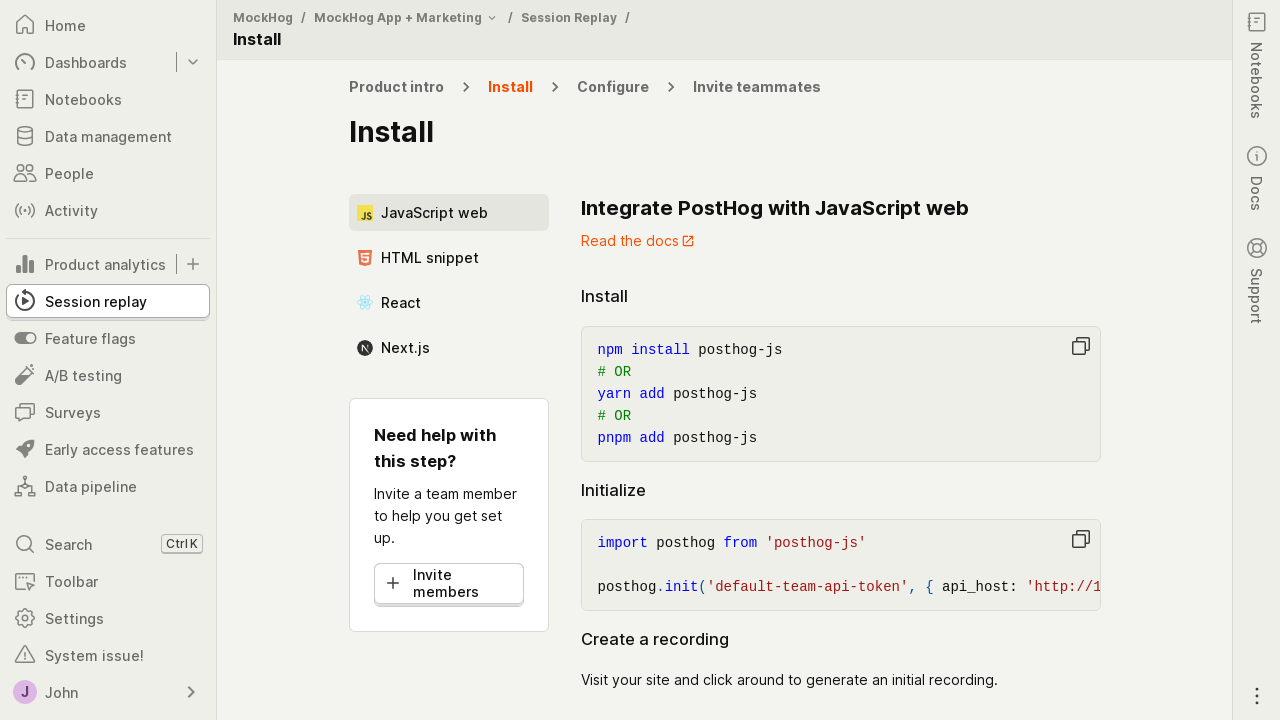 Home
Dashboards
Notebooks
Data management
People
Activity
Product analytics
Session replay
Feature flags
A/B testing
Surveys
Early access features
Data pipeline
Search Ctrl K
Toolbar
Settings
System issue!
J John
MockHog / MockHog App + Marketing / Session Replay /
Install
Product intro > Install > Configure > Invite teammates
Install
JavaScript web
HTML snippet
React
Next.js
Need help with
this step?
Invite a team member
to help you get set
up.
Invite
members
Integrate PostHog with JavaScript web
Read the docs
Install
npm install posthog-js
# OR
yarn add posthog-js
# OR
pnpm add posthog-js
Initialize
import posthog from 'posthog-js'
posthog.init('default-team-api-token', { api_host: 'http://1
Create a recording
Visit your site and click around to generate an initial recording.
Notebooks
Docs
Support